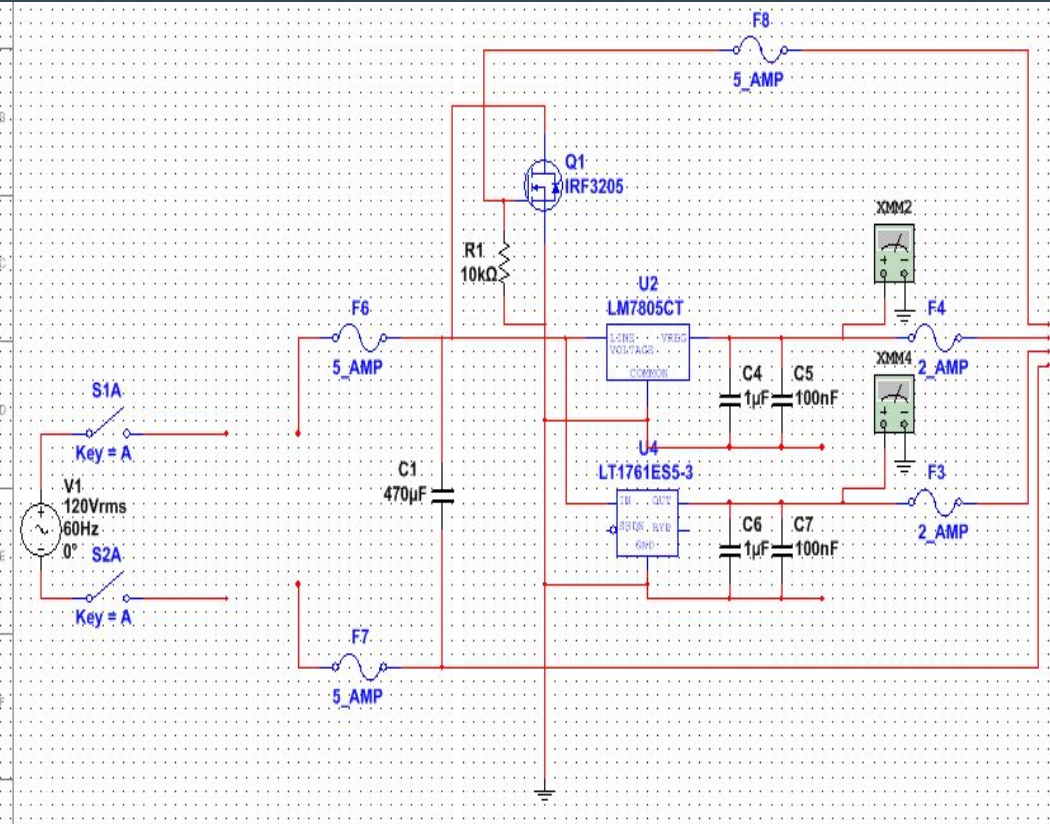 F8
5_AMP
Q1
IRF3205
XMM2
R1
10kΩ
U2
LM7805CT
LINE VREG
VOLTAGE
COMMON
F6
5_AMP
F4
2_AMP
XMM4
C4
1µF
C5
100nF
S1A
Key = A
U4
LT1761ES5-3
IN OUT
SHDN BYP
GND
C1
470µF
F3
2_AMP
V1
120Vrms
60Hz
0°
C6
1µF
C7
100nF
S2A
Key = A
F7
5_AMP